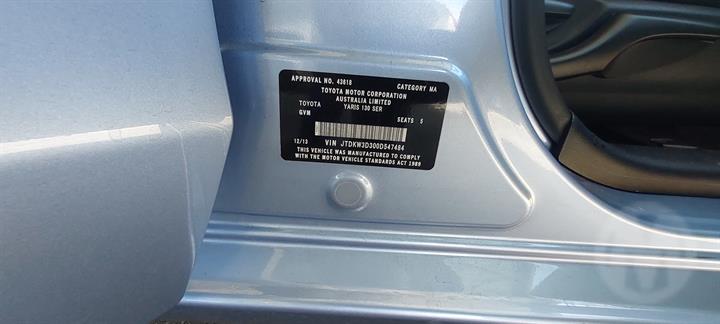 APPROVAL NO. 43618 CATEGORY MA
TOYOTA MOTOR CORPORATION
AUSTRALIA LIMITED
TOYOTA YARIS 130 SER
GVM SEATS 5
12/13 VIN JTDKW3D300D547484
THIS VEHICLE WAS MANUFACTURED TO COMPLY
WITH THE MOTOR VEHICLE STANDARDS ACT 1989